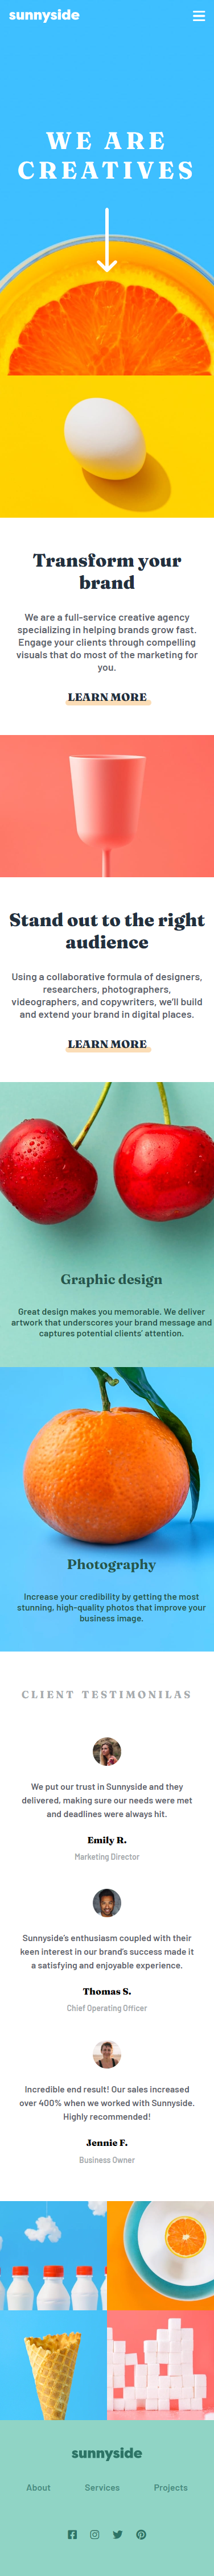 sunnyside
WE ARE
CREATIVES
Transform your
brand
We are a full-service creative agency
specializing in helping brands grow fast.
Engage your clients through compelling
visuals that do most of the marketing for
you.
LEARN MORE
Stand out to the right
audience
Using a collaborative formula of designers,
researchers, photographers,
videographers, and copywriters, we'll build
and extend your brand in digital places.
LEARN MORE
Graphic design
Great design makes you memorable. We deliver
artwork that underscores your brand message and
captures potential clients' attention.
Photography
Increase your credibility by getting the most
stunning, high-quality photos that improve your
business image.
CLIENT TESTIMONILAS
We put our trust in Sunnyside and they
delivered, making sure our needs were met
and deadlines were always hit.
Emily R.
Marketing Director
Sunnyside's enthusiasm coupled with their
keen interest in our brand's success made it
a satisfying and enjoyable experience.
Thomas S.
Chief Operating Officer
Incredible end result! Our sales increased
over 400% when we worked with Sunnyside.
Highly recommended!
Jennie F.
Business Owner
sunnyside
About Services Projects